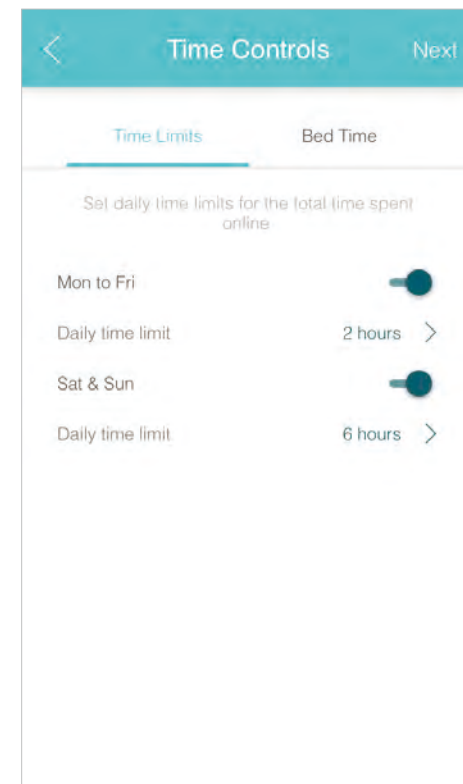 Time Controls Next
Time Limits Bed Time
Set daily time limits for the total time spent
online
Mon to Fri
Daily time limit 2 hours
Sat & Sun
Daily time limit 6 hours